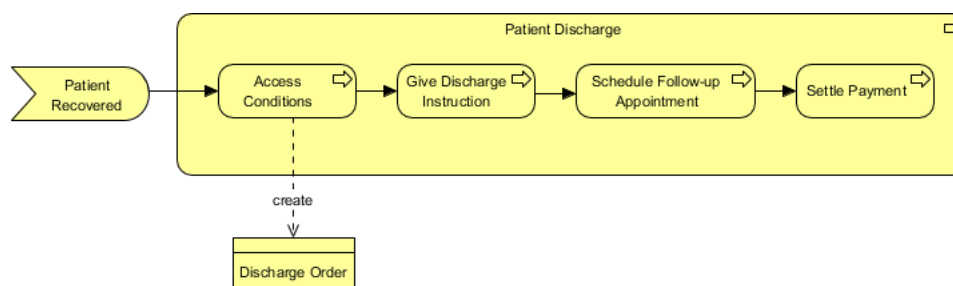 Patient Discharge
Patient
Recovered
Access
Conditions
Give Discharge
Instruction
Schedule Follow-up
Appointment
Settle Payment
create
Discharge Order